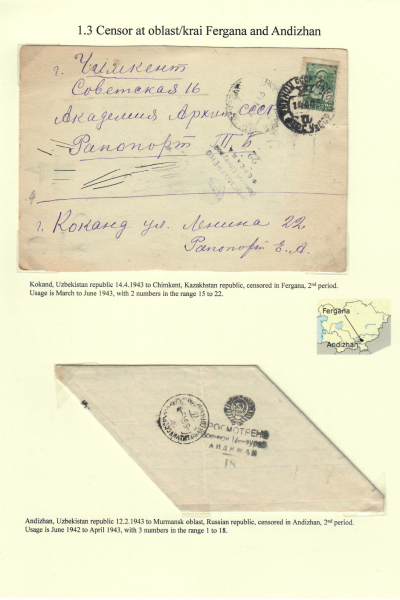 1.3 Censor at oblast/krai Fergana and Andizhan
г. Чимкент
Советская 16
Академия Архит СССР
Рапопорт П. Б
22
г. Коканд ул. Ленина 22
Рапопорт Е. А.
Kokand, Uzbekistan republic 14.4.1943 to Chimkent, Kazakhstan republic, censored in Fergana, 2nd period.
Usage is March to June 1943, with 2 numbers in the range 15 to 22.
Fergana
Andizhan
ПРОСМОТРЕНО
Военной Цензурой
АНДИЖАН
Andizhan, Uzbekistan republic 12.2.1943 to Murmansk oblast, Russian republic, censored in Andizhan, 2nd period.
Usage is June 1942 to April 1943, with 3 numbers in the range 1 to 18.